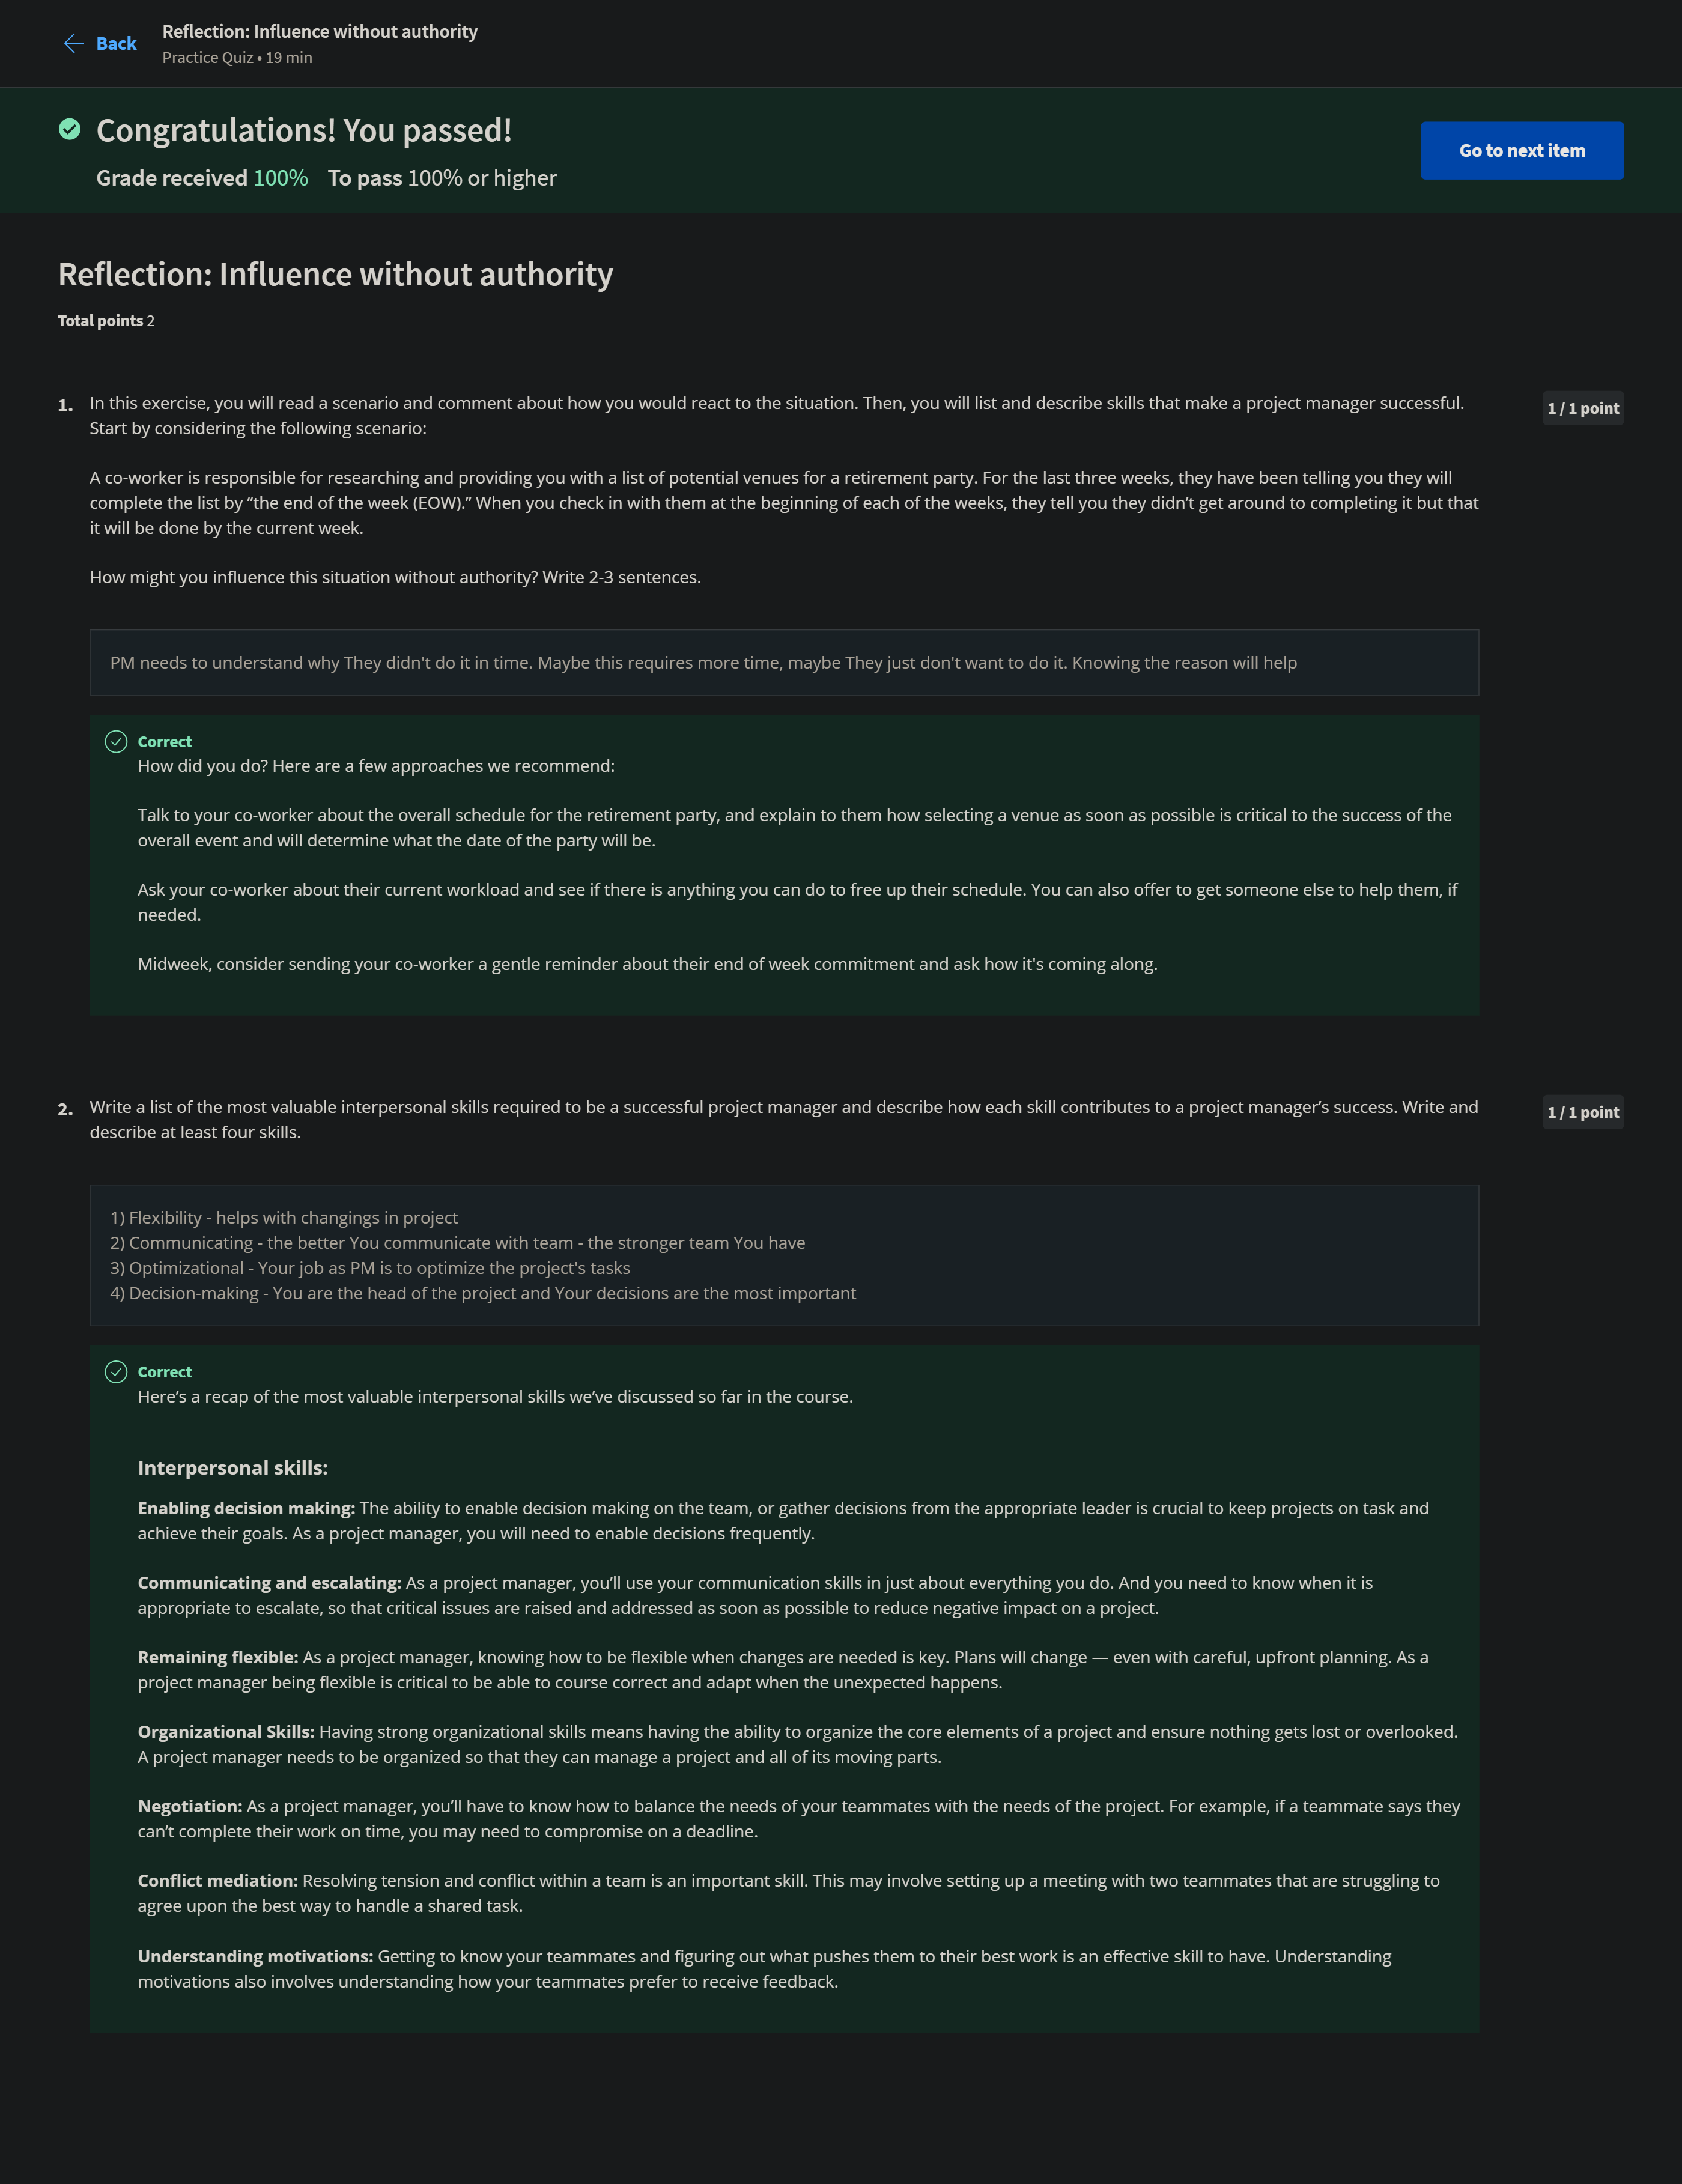 Back
Reflection: Influence without authority
Practice Quiz • 19 min
Congratulations! You passed!
Grade received 100% To pass 100% or higher
Go to next item
Reflection: Influence without authority
Total points 2
1. In this exercise, you will read a scenario and comment about how you would react to the situation. Then, you will list and describe skills that make a project manager successful.
Start by considering the following scenario:
1 / 1 point
A co-worker is responsible for researching and providing you with a list of potential venues for a retirement party. For the last three weeks, they have been telling you they will
complete the list by “the end of the week (EOW).” When you check in with them at the beginning of each of the weeks, they tell you they didn’t get around to completing it but that
it will be done by the current week.
How might you influence this situation without authority? Write 2-3 sentences.
PM needs to understand why They didn't do it in time. Maybe this requires more time, maybe They just don't want to do it. Knowing the reason will help
Correct
How did you do? Here are a few approaches we recommend:
Talk to your co-worker about the overall schedule for the retirement party, and explain to them how selecting a venue as soon as possible is critical to the success of the
overall event and will determine what the date of the party will be.
Ask your co-worker about their current workload and see if there is anything you can do to free up their schedule. You can also offer to get someone else to help them, if
needed.
Midweek, consider sending your co-worker a gentle reminder about their end of week commitment and ask how it's coming along.
2. Write a list of the most valuable interpersonal skills required to be a successful project manager and describe how each skill contributes to a project manager’s success. Write and
describe at least four skills.
1 / 1 point
1) Flexibility - helps with changings in project
2) Communicating - the better You communicate with team - the stronger team You have
3) Optimizational - Your job as PM is to optimize the project's tasks
4) Decision-making - You are the head of the project and Your decisions are the most important
Correct
Here’s a recap of the most valuable interpersonal skills we’ve discussed so far in the course.
Interpersonal skills:
Enabling decision making: The ability to enable decision making on the team, or gather decisions from the appropriate leader is crucial to keep projects on task and
achieve their goals. As a project manager, you will need to enable decisions frequently.
Communicating and escalating: As a project manager, you’ll use your communication skills in just about everything you do. And you need to know when it is
appropriate to escalate, so that critical issues are raised and addressed as soon as possible to reduce negative impact on a project.
Remaining flexible: As a project manager, knowing how to be flexible when changes are needed is key. Plans will change — even with careful, upfront planning. As a
project manager being flexible is critical to be able to course correct and adapt when the unexpected happens.
Organizational Skills: Having strong organizational skills means having the ability to organize the core elements of a project and ensure nothing gets lost or overlooked.
A project manager needs to be organized so that they can manage a project and all of its moving parts.
Negotiation: As a project manager, you’ll have to know how to balance the needs of your teammates with the needs of the project. For example, if a teammate says they
can’t complete their work on time, you may need to compromise on a deadline.
Conflict mediation: Resolving tension and conflict within a team is an important skill. This may involve setting up a meeting with two teammates that are struggling to
agree upon the best way to handle a shared task.
Understanding motivations: Getting to know your teammates and figuring out what pushes them to their best work is an effective skill to have. Understanding
motivations also involves understanding how your teammates prefer to receive feedback.